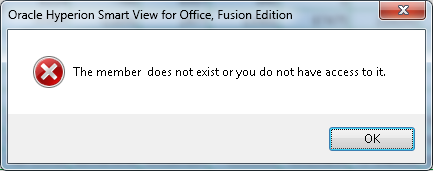 Oracle Hyperion Smart View for Office, Fusion Edition
The member  does not exist or you do not have access to it.
OK